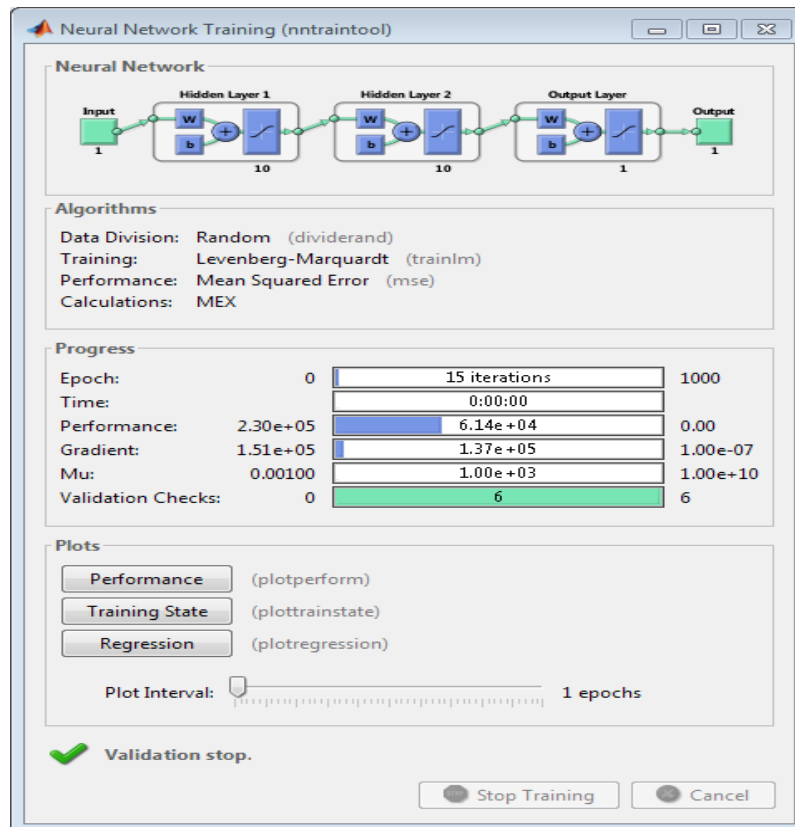 Neural Network Training (nntraintool)
Neural Network
Hidden Layer 1 Hidden Layer 2 Output Layer
Input Output
W W W
b b b
+ + +
1 10 10 1 1
Algorithms
Data Division: Random (dividerand)
Training: Levenberg-Marquardt (trainlm)
Performance: Mean Squared Error (mse)
Calculations: MEX
Progress
Epoch: 0 15 iterations 1000
Time: 0:00:00
Performance: 2.30e+05 6.14e+04 0.00
Gradient: 1.51e+05 1.37e+05 1.00e-07
Mu: 0.00100 1.00e+03 1.00e+10
Validation Checks: 0 6 6
Plots
Performance (plotperform)
Training State (plottrainstate)
Regression (plotregression)
Plot Interval: 1 epochs
Validation stop.
Stop Training Cancel